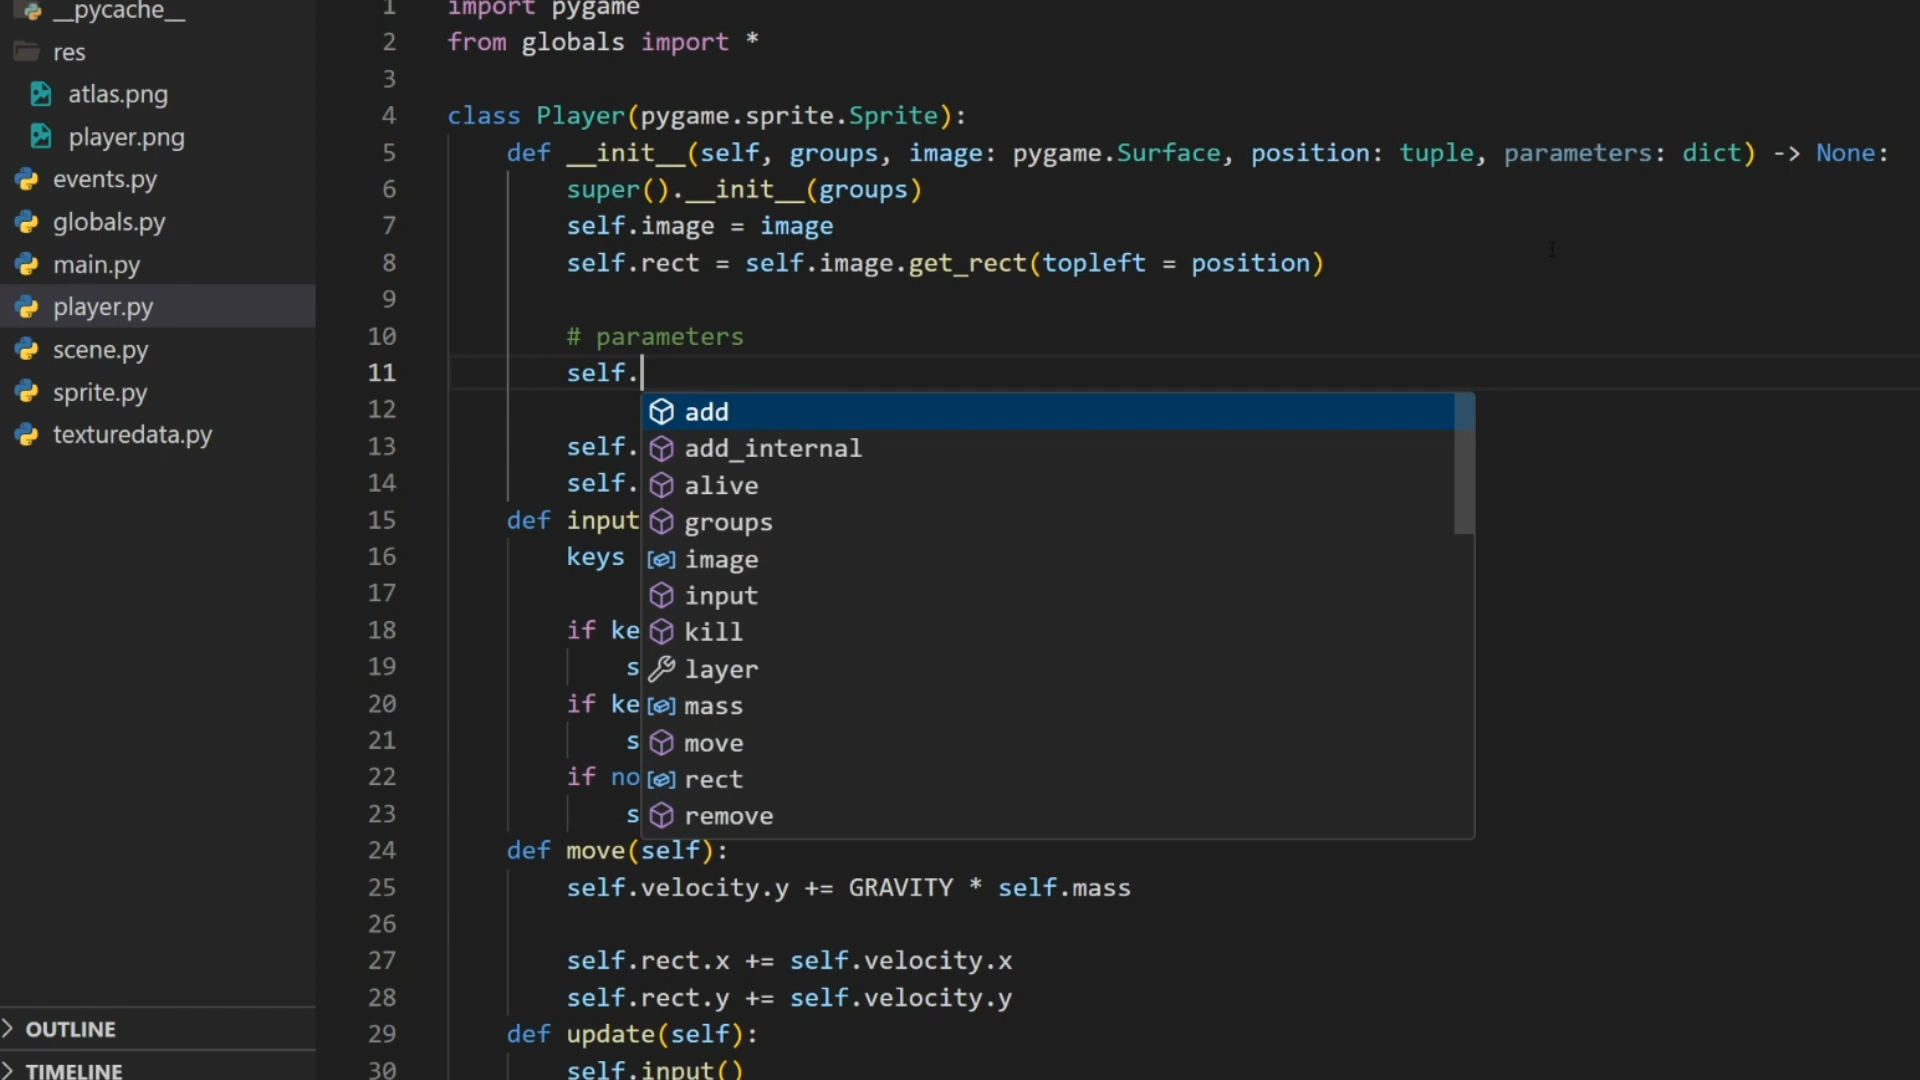 __pycache__
res
atlas.png
player.png
events.py
globals.py
main.py
player.py
scene.py
sprite.py
texturedata.py
OUTLINE
TIMELINE
1 import pygame
2 from globals import *
3
4 class Player(pygame.sprite.Sprite):
5 def __init__(self, groups, image: pygame.Surface, position: tuple, parameters: dict) -> None:
6 super().__init__(groups)
7 self.image = image
8 self.rect = self.image.get_rect(topleft = position)
9
10 # parameters
11 self.
12
13 self.
14 self.
15 def input
16 keys
17
18 if ke
19 s
20 if ke
21 s
22 if no
23 s
add
add_internal
alive
groups
image
input
kill
layer
mass
move
rect
remove
24 def move(self):
25 self.velocity.y += GRAVITY * self.mass
26
27 self.rect.x += self.velocity.x
28 self.rect.y += self.velocity.y
29 def update(self):
30 self.input()